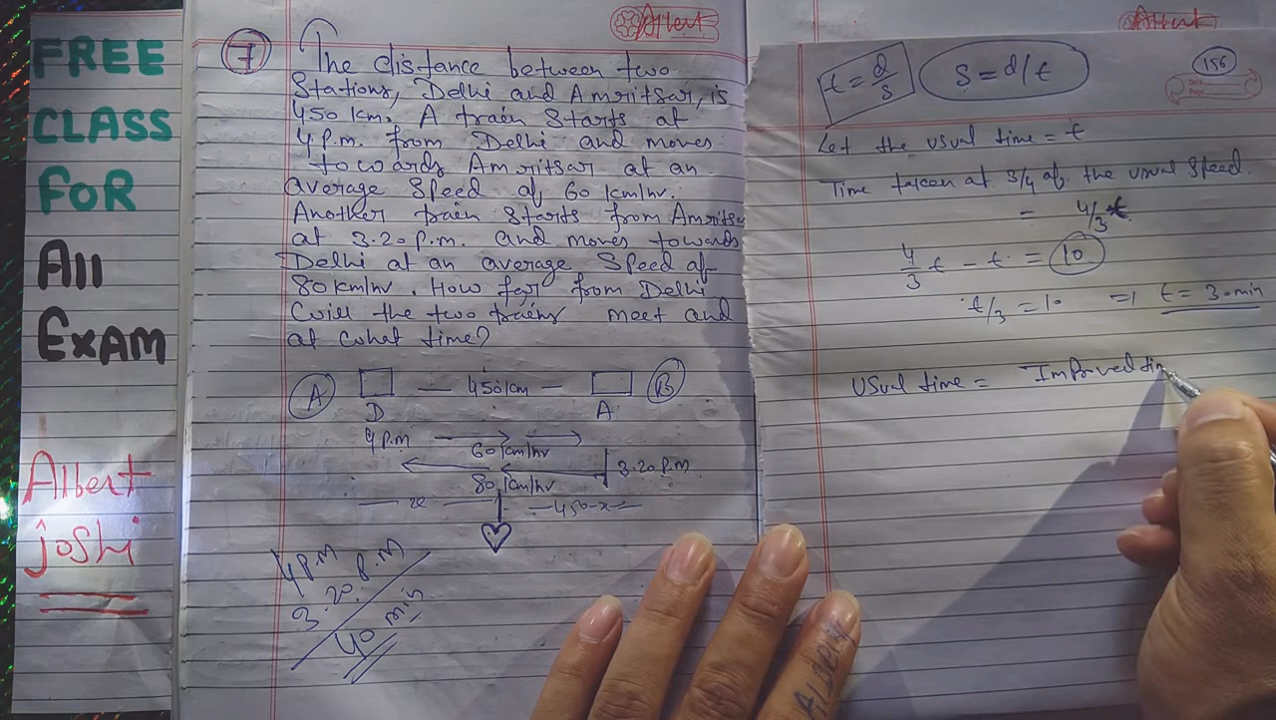 FREE
CLASS
FOR
All
EXAM
Albert
joshi
Albert
7
The distance between two
Stations, Delhi and Amritsar, is
450 km. A train starts at
4 P.m. from Delhi and moves
towards Amritsar at an
average Speed of 60 km/hr.
Another train starts from Amritsa
at 3.20 p.m. and moves towards
Delhi at an average Speed of
80 km/hr. How far from Delhi
will the two trains meet and
at what time?
A — 450 km — B
D A
4 P.m
60 km/hr
3.20 P.M
80 km/hr
— x — — 450-x —
4 P.M
3.20 P.M
40 min
Albert
156
t = d/s S = d/t
Let the usual time = t
Time taken at 3/4 of the usual Speed.
= 4/3 t
4/3 t - t = 10
t/3 = 10 => t = 30 min
Usual time = Improved tim